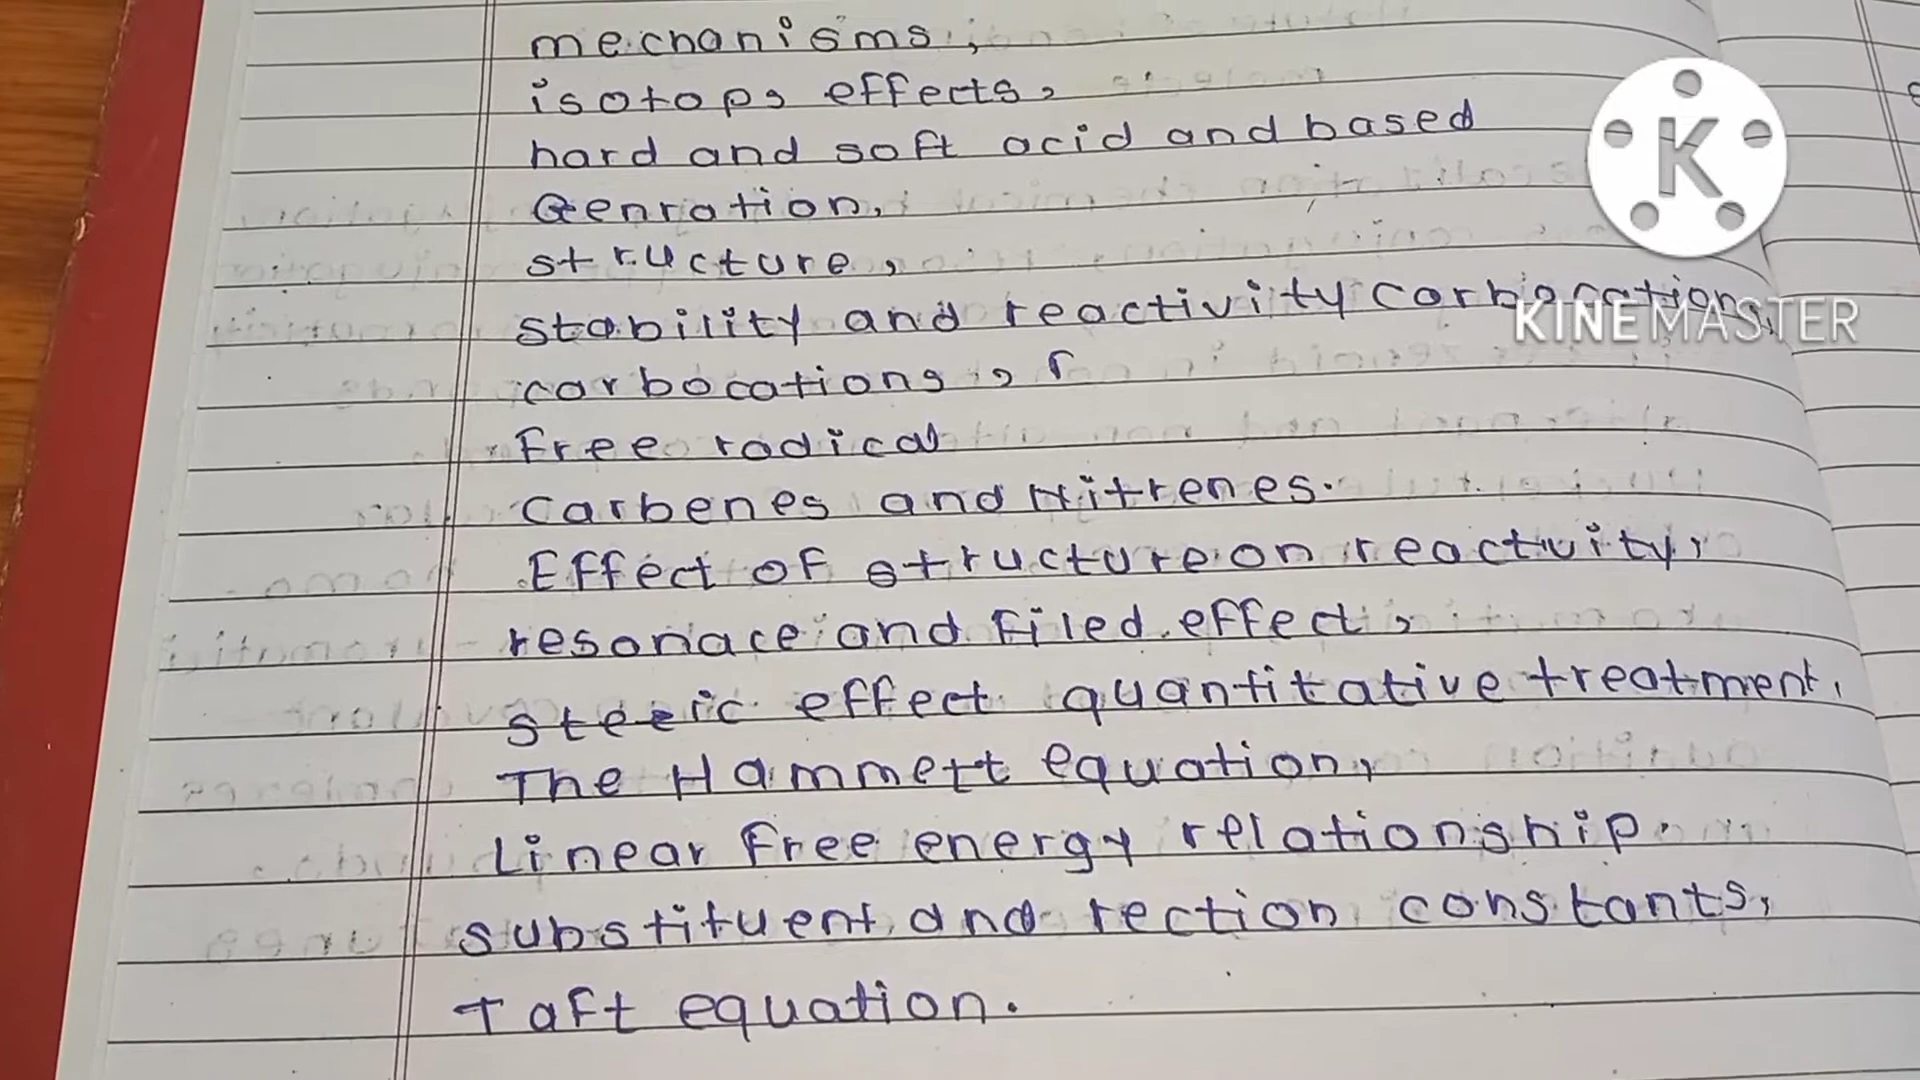 mechanisms,
isotops effects,
hard and soft acid and based
Genration,
structure,
stability and reactivity carbocations,
carbocations,
Free radical
Carbenes and Nitrenes.
Effect of structure on reactivity,
resonace and filed effect,
steric effect quantitative treatment,
The Hammett equation,
Linear Free energy relationship.
substituent and rection constants,
Taft equation.
K
KINEMASTER